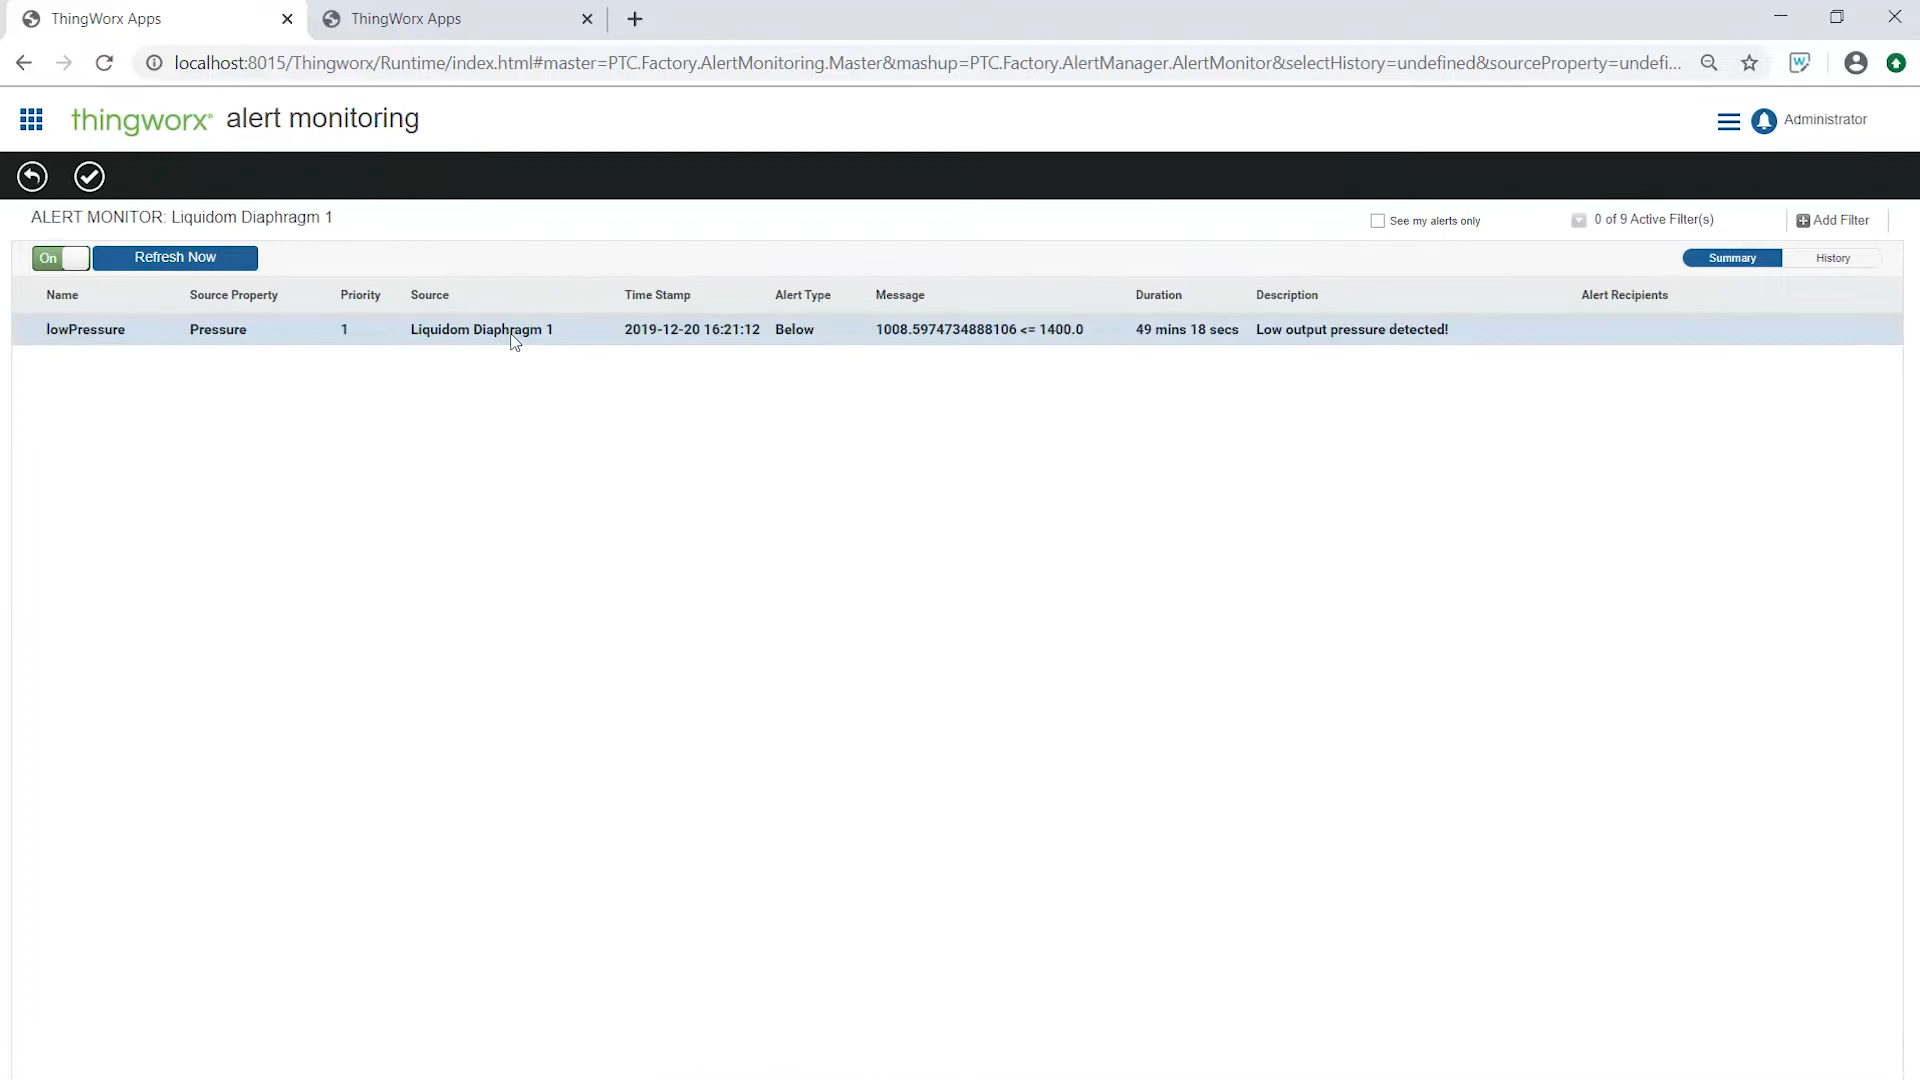 ThingWorx Apps
ThingWorx Apps
localhost:8015/Thingworx/Runtime/index.html#master=PTC.Factory.AlertMonitoring.Master&mashup=PTC.Factory.AlertManager.AlertMonitor&selectHistory=undefined&sourceProperty=undefi...
thingworx® alert monitoring
Administrator
ALERT MONITOR: Liquidom Diaphragm 1
See my alerts only
0 of 9 Active Filter(s)
Add Filter
On
Refresh Now
Summary
History
Name Source Property Priority Source Time Stamp Alert Type Message Duration Description Alert Recipients
lowPressure Pressure 1 Liquidom Diaphragm 1 2019-12-20 16:21:12 Below 1008.5974734888106 <= 1400.0 49 mins 18 secs Low output pressure detected!